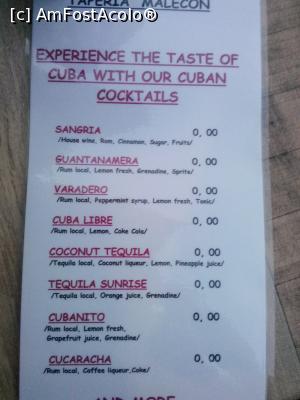 [c] AmFostAcolo®
TAPERIA MALECON
EXPERIENCE THE TASTE OF
CUBA WITH OUR CUBAN
COCKTAILS
SANGRIA 0,00
/House wine, Rum, Cinnamon, Sugar, Fruits/
GUANTANAMERA 0,00
/Rum local, Lemon fresh, Grenadine, Sprite/
VARADERO 0,00
/Rum local, Peppermint syrup, Lemon fresh, Tonic/
CUBA LIBRE 0,00
/Rum local, Lemon, Coke Cola/
COCONUT TEQUILA 0,00
/Tequila local, Coconut liqueur, Lemon, Pineapple juice/
TEQUILA SUNRISE 0,00
/Tequila local, Orange juice, Grenadine/
CUBANITO 0,00
/Rum local, Lemon fresh,
Grapefruit juice, Grenadine/
CUCARACHA 0,00
/Rum local, Coffee liqueur,Coke/
AND MORE